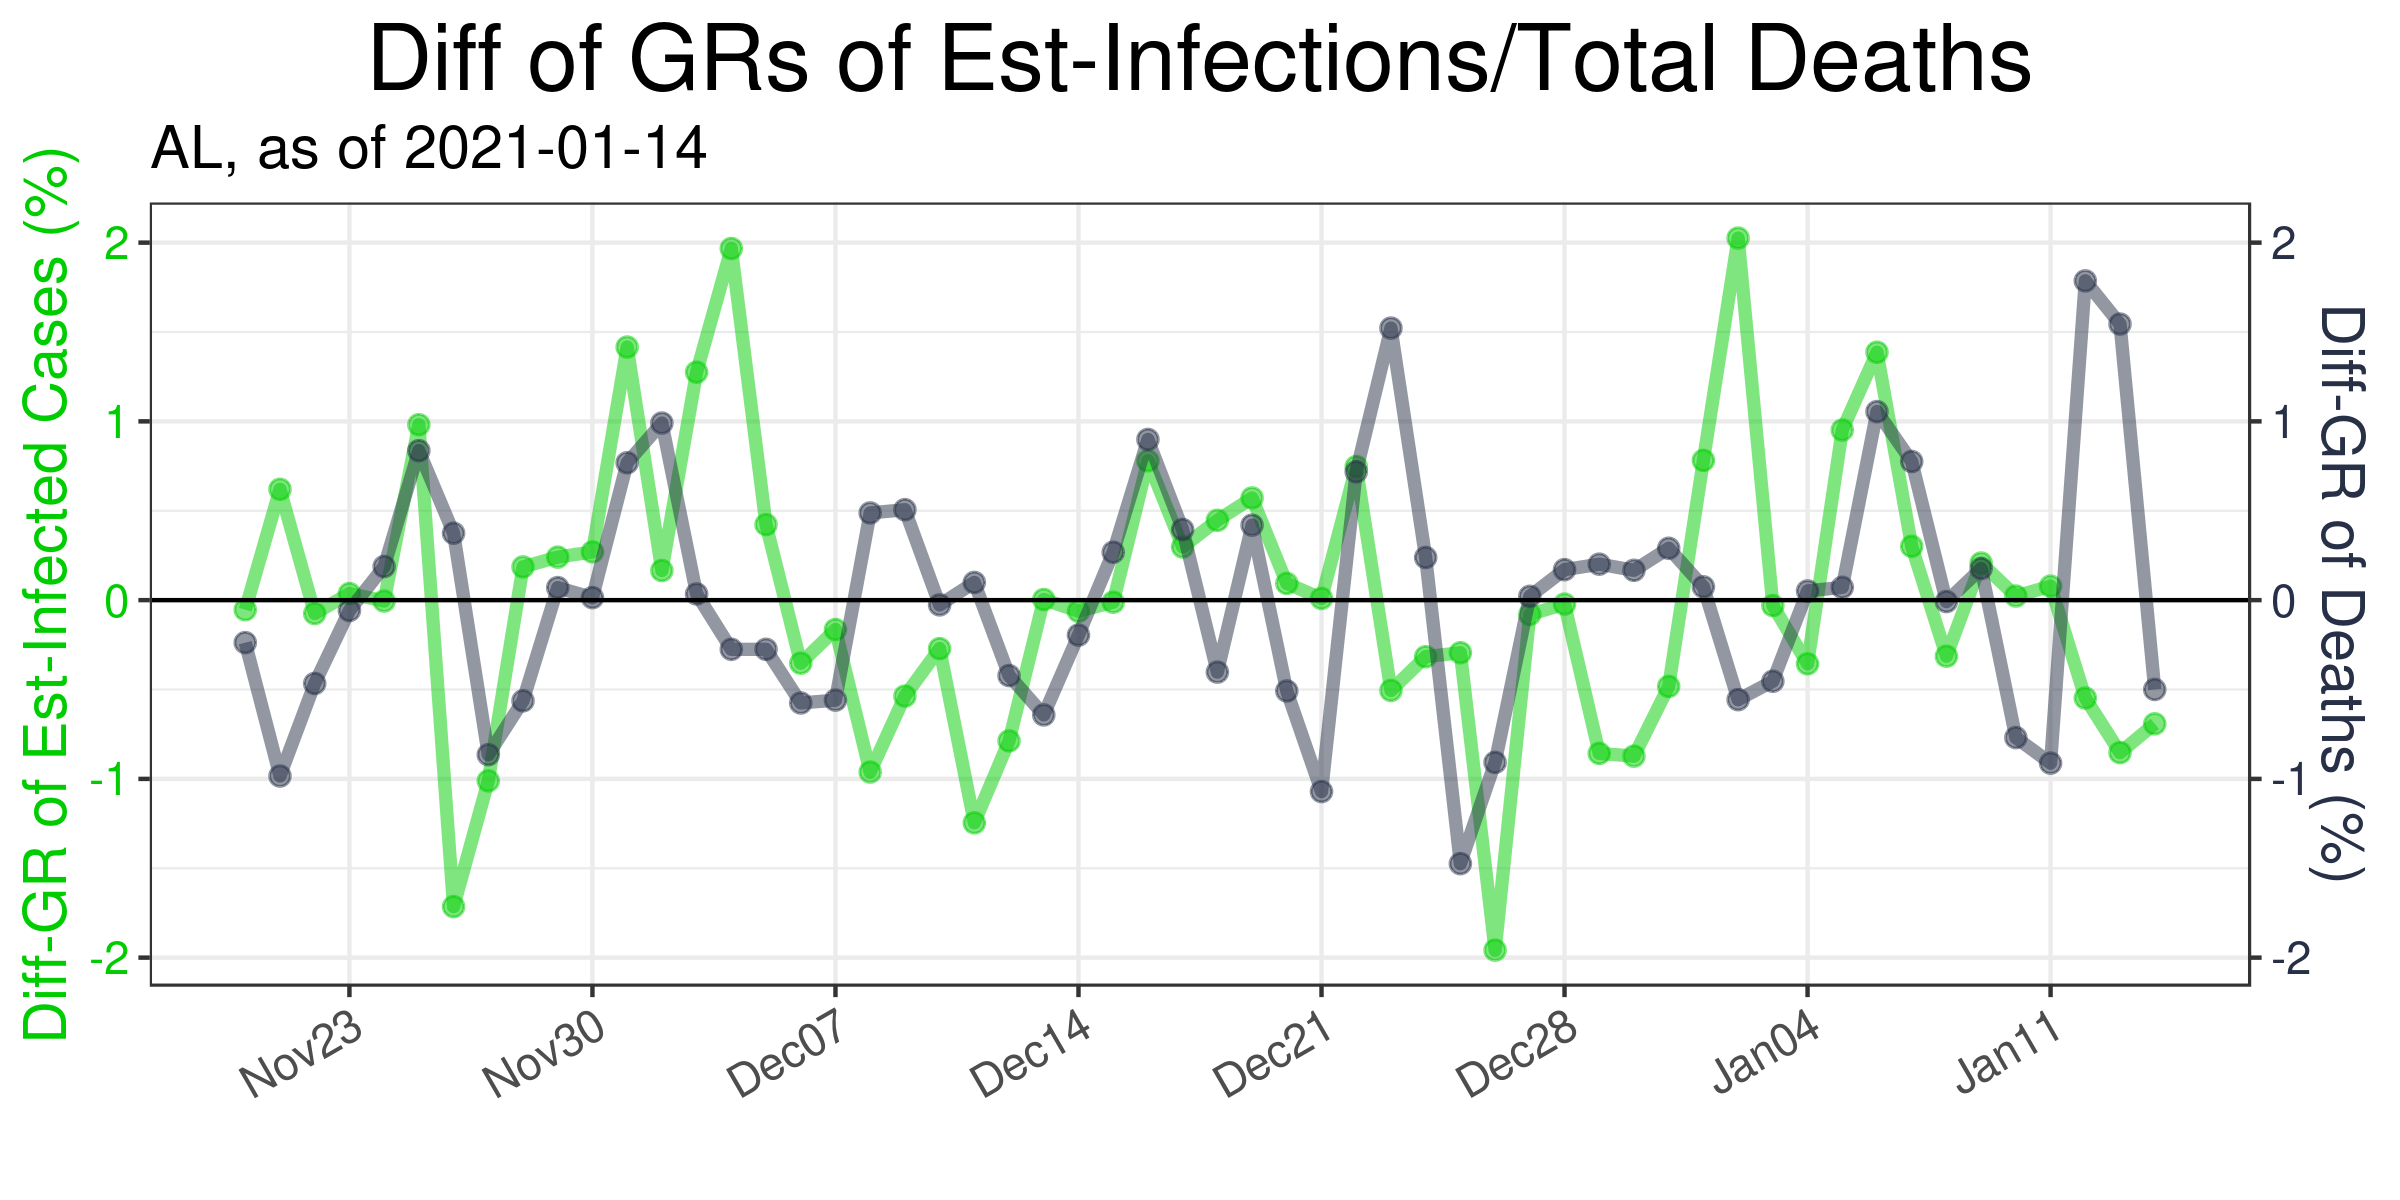 Diff of GRs of Est-Infections/Total Deaths
AL, as of 2021-01-14
Diff-GR of Est-Infected Cases (%)
2
1
0
-1
-2
2
1
0
-1
-2
Diff-GR of Deaths (%)
Nov23
Nov30
Dec07
Dec14
Dec21
Dec28
Jan04
Jan11